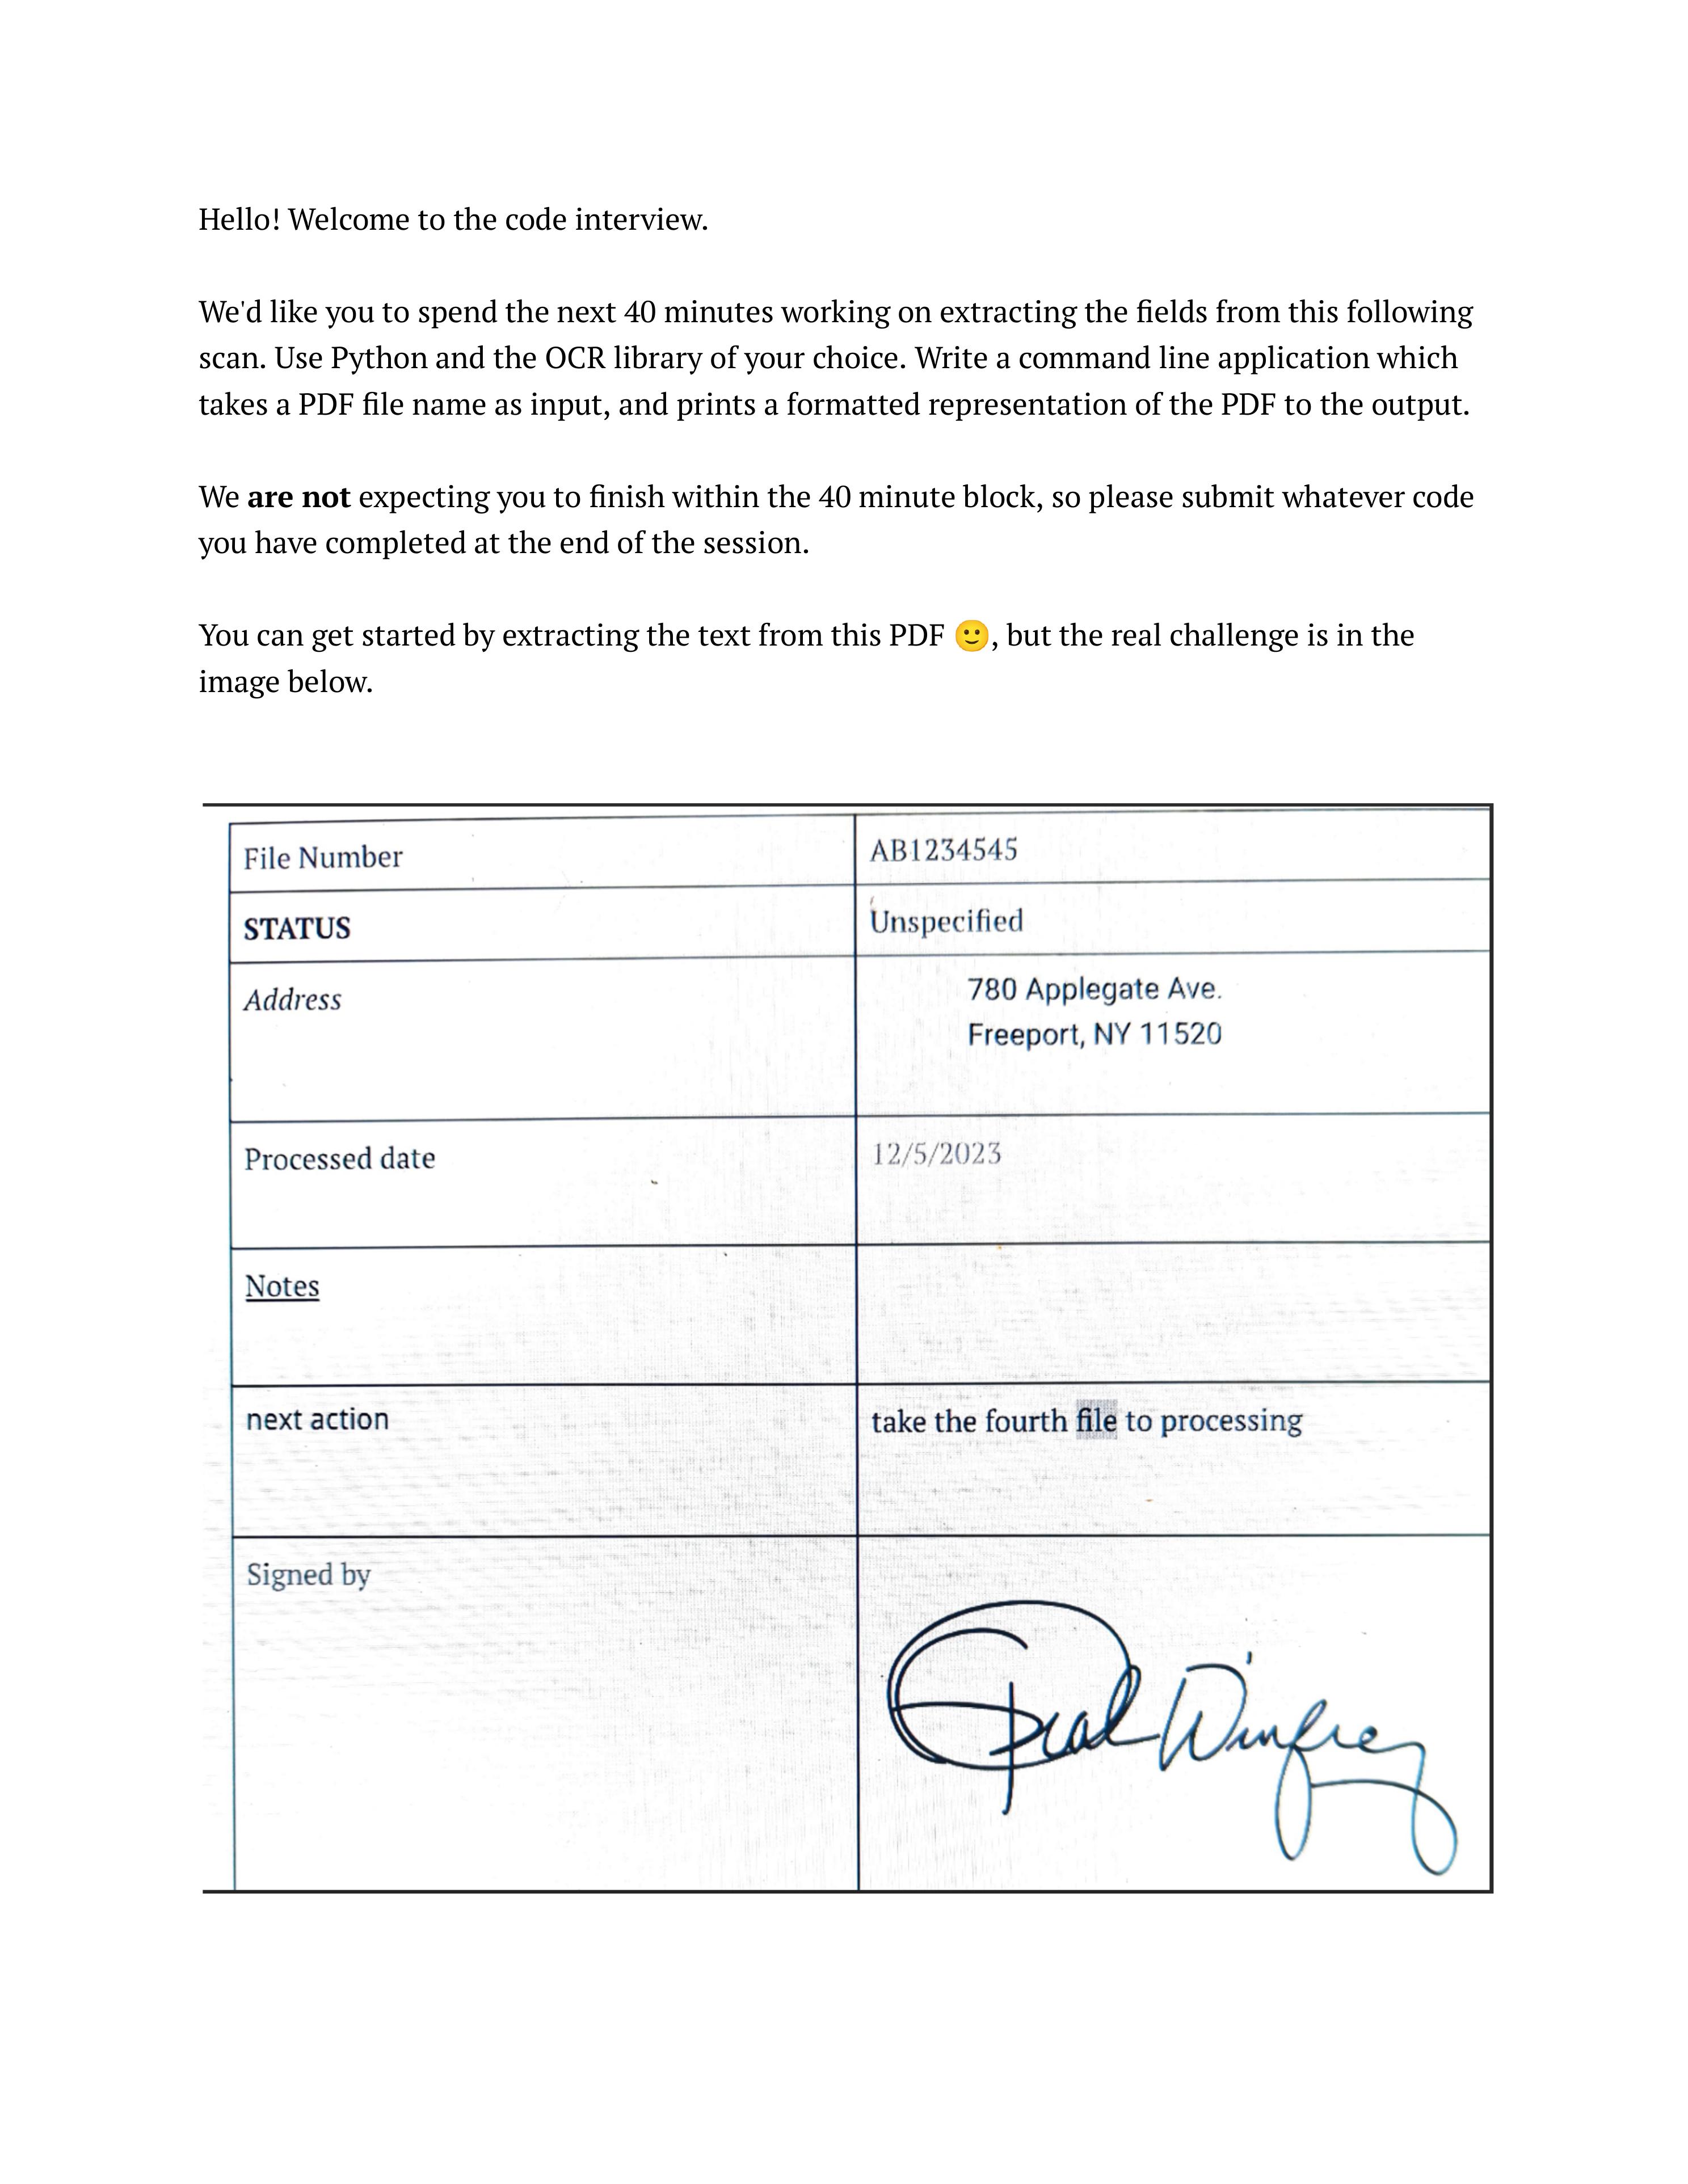 Hello! Welcome to the code interview.
We'd like you to spend the next 40 minutes working on extracting the fields from this following
scan. Use Python and the OCR library of your choice. Write a command line application which
takes a PDF file name as input, and prints a formatted representation of the PDF to the output.
We are not expecting you to finish within the 40 minute block, so please submit whatever code
you have completed at the end of the session.
You can get started by extracting the text from this PDF 🙂, but the real challenge is in the
image below.
File Number
AB1234545
STATUS
Unspecified
Address
780 Applegate Ave.
Freeport, NY 11520
Processed date
12/5/2023
Notes
next action
take the fourth file to processing
Signed by